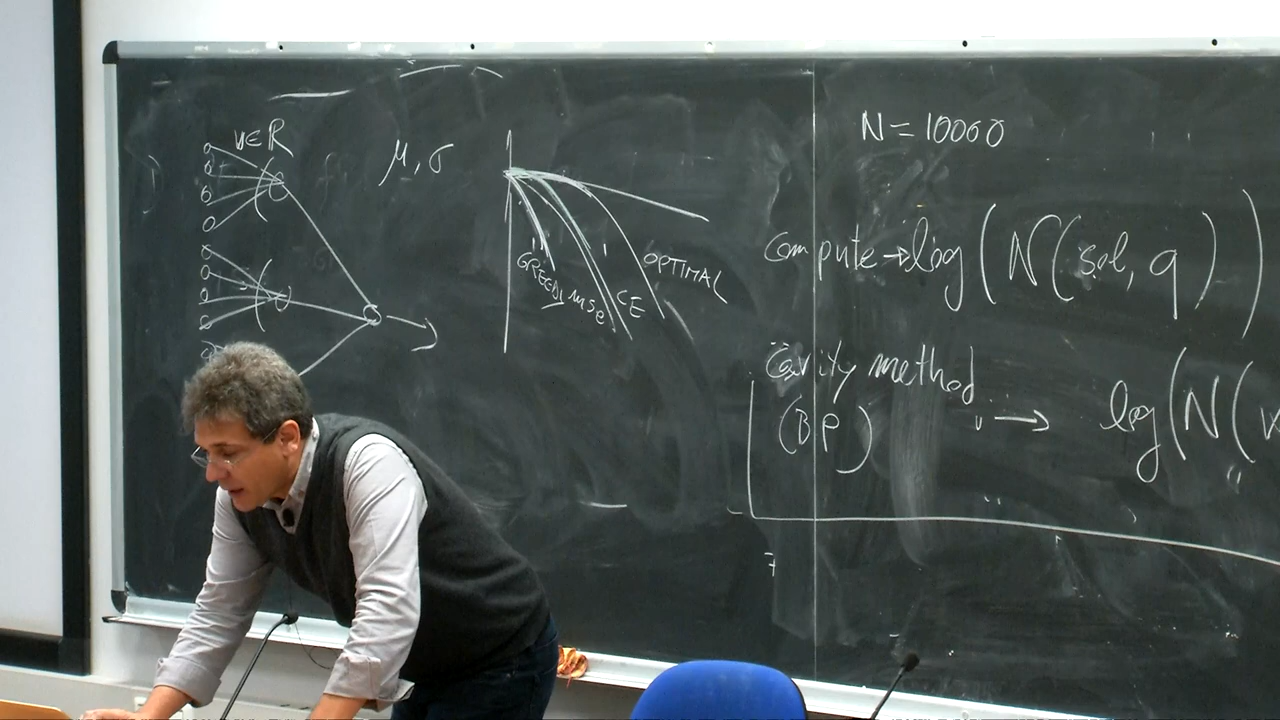 W∈R
μ, σ
GREEDY
MSE
CE
OPTIMAL
N = 10000
Compute → log(N(sol, q))
Cavity method
(BP)
→ log(N(